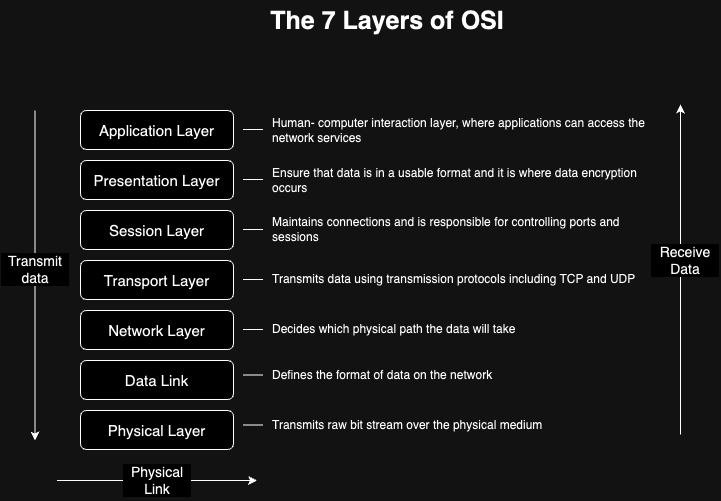 The 7 Layers of OSI
Application Layer
Human- computer interaction layer, where applications can access the
network services
Presentation Layer
Ensure that data is in a usable format and it is where data encryption
occurs
Session Layer
Maintains connections and is responsible for controlling ports and
sessions
Transmit
data
Transport Layer
Transmits data using transmission protocols including TCP and UDP
Receive
Data
Network Layer
Decides which physical path the data will take
Data Link
Defines the format of data on the network
Physical Layer
Transmits raw bit stream over the physical medium
Physical
Link